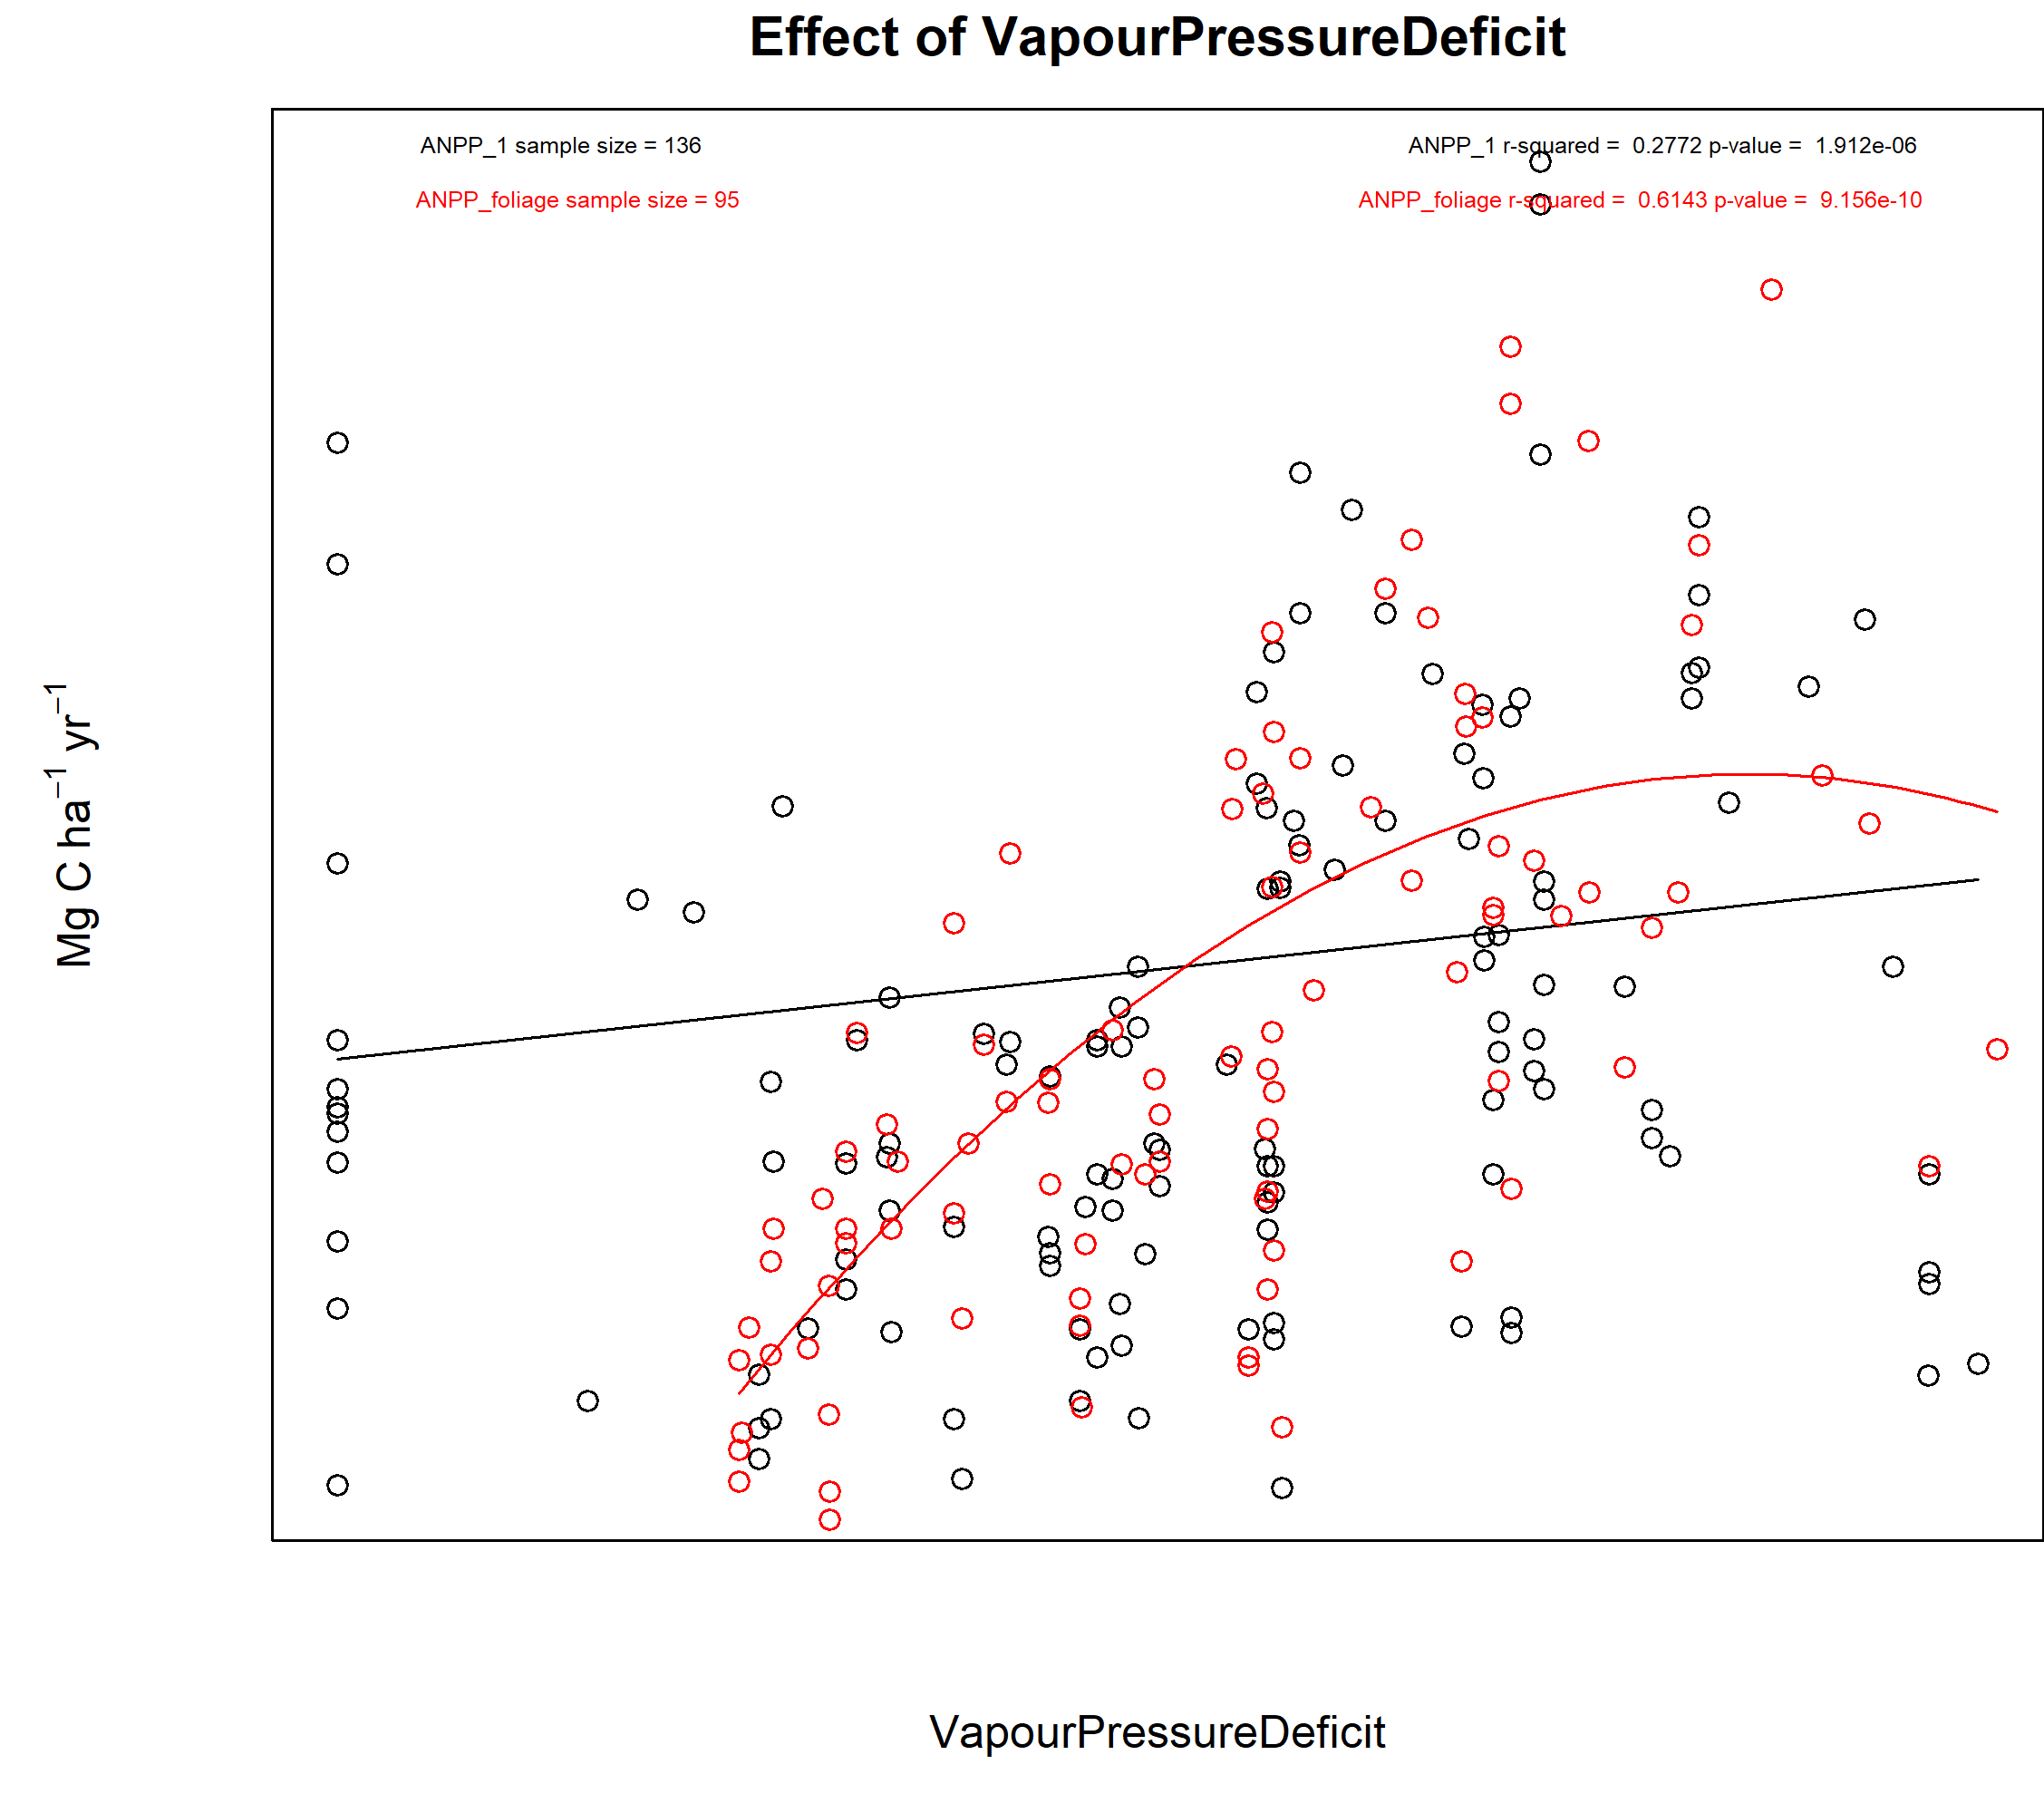 Effect of VapourPressureDeficit
ANPP_1 sample size = 136
ANPP_1 r-squared = 0.2772 p-value = 1.912e-06
ANPP_foliage sample size = 95
ANPP_foliage r-squared = 0.6143 p-value = 9.156e-10
Mg C ha⁻¹ yr⁻¹
VapourPressureDeficit